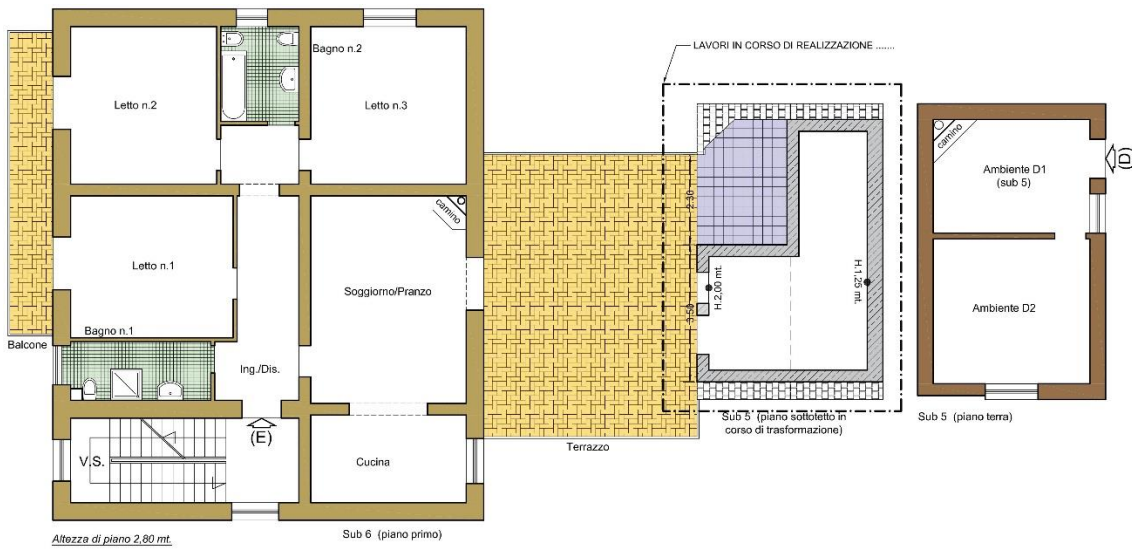 LAVORI IN CORSO DI REALIZZAZIONE .......
Bagno n.2
Letto n.2
Letto n.3
camino
Ambiente D1
(sub 5)
(D)
2.30
camino
Letto n.1
Soggiorno/Pranzo
H.2,00 mt.
H.1,25 mt.
3.50
Ambiente D2
Bagno n.1
Balcone
Ing./Dis.
(E)
Sub 5 (piano sottotetto in
corso di trasformazione)
Sub 5 (piano terra)
Terrazzo
V.S.
Cucina
Altezza di piano 2,80 mt.
Sub 6 (piano primo)